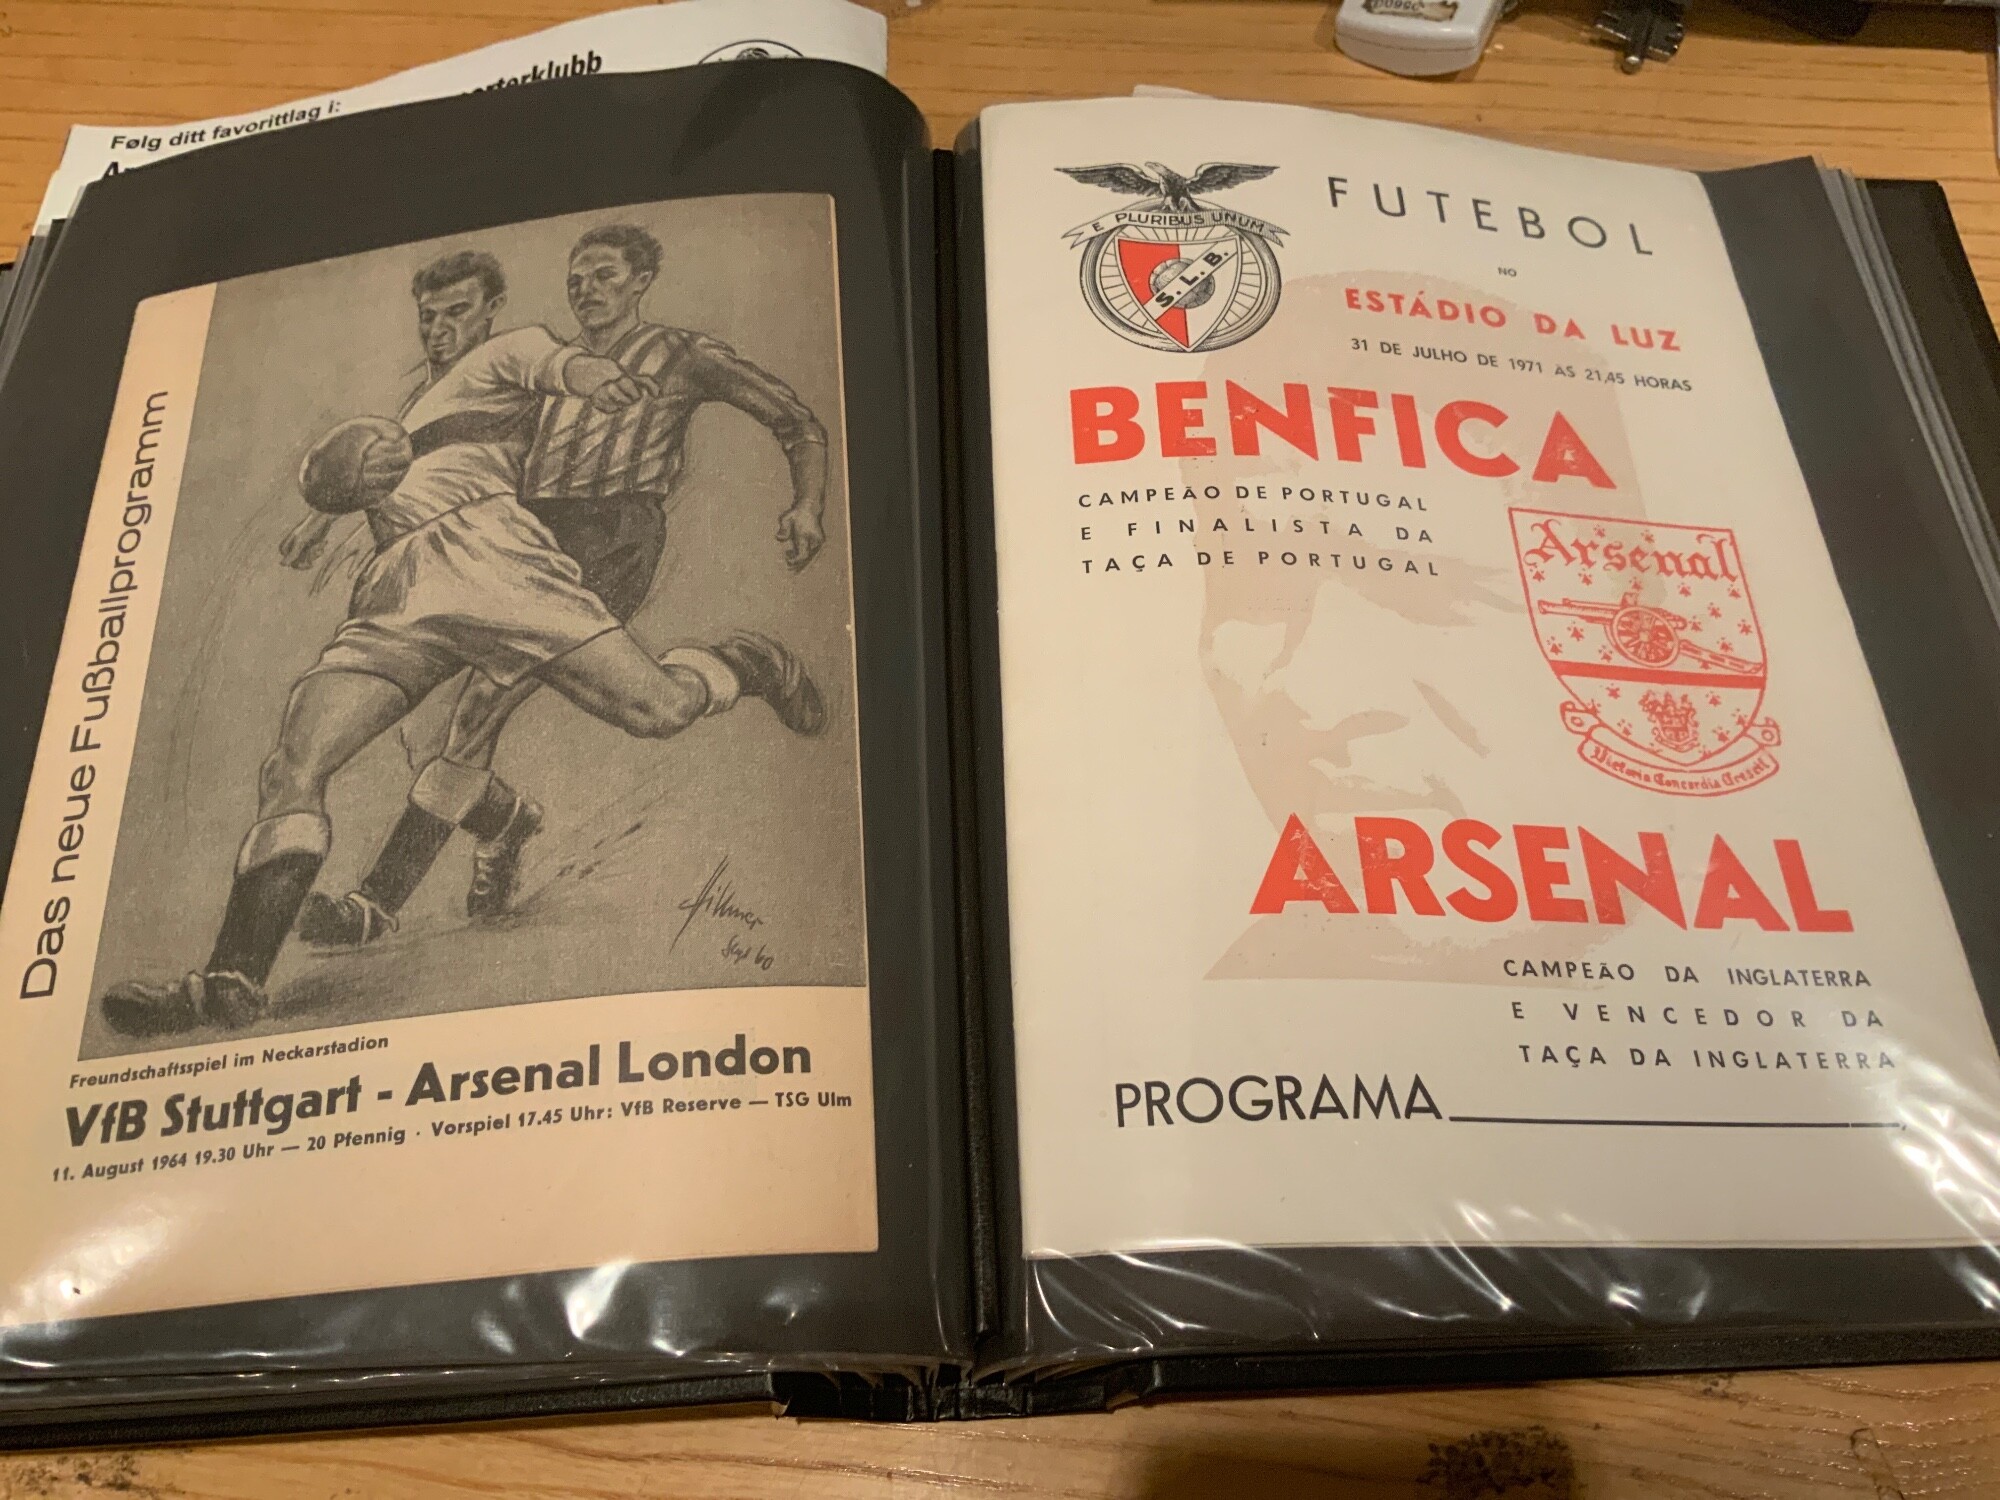 Følg ditt favorittlag i:
Das neue Fußballprogramm
Hillmer
Sept 60
Freundschaftsspiel im Neckarstadion
VfB Stuttgart - Arsenal London
11. August 1964 19.30 Uhr — 20 Pfennig · Vorspiel 17.45 Uhr: VfB Reserve — TSG Ulm
E PLURIBUS UNUM
S. L. B.
FUTEBOL
NO
ESTÁDIO DA LUZ
31 DE JULHO DE 1971 ÀS 21,45 HORAS
BENFICA
CAMPEÃO DE PORTUGAL
E FINALISTA DA
TAÇA DE PORTUGAL
Arsenal
Victoria Concordia Crescit
ARSENAL
CAMPEÃO DA INGLATERRA
E VENCEDOR DA
TAÇA DA INGLATERRA
PROGRAMA